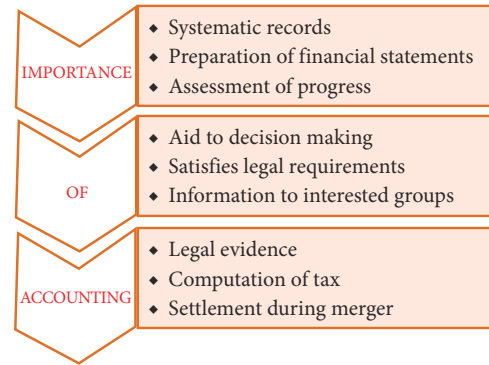 IMPORTANCE
◆ Systematic records
◆ Preparation of financial statements
◆ Assessment of progress
OF
◆ Aid to decision making
◆ Satisfies legal requirements
◆ Information to interested groups
ACCOUNTING
◆ Legal evidence
◆ Computation of tax
◆ Settlement during merger